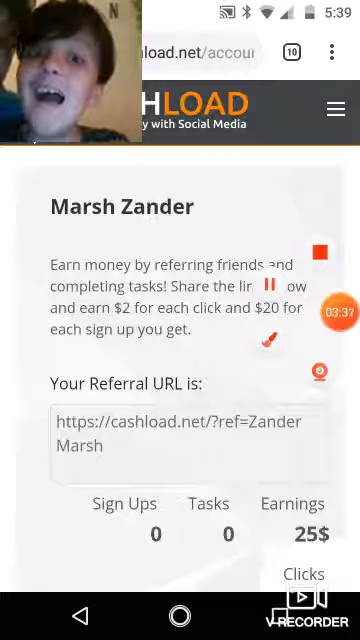 5:39
load.net/accour
10
HLOAD
y with Social Media
Marsh Zander
Earn money by referring friends and
completing tasks! Share the lin ow
and earn $2 for each click and $20 for
each sign up you get.
03:37
Your Referral URL is:
https://cashload.net/?ref=Zander
Marsh
Sign Ups Tasks Earnings
0 0 25$
Clicks
V-RECORDER